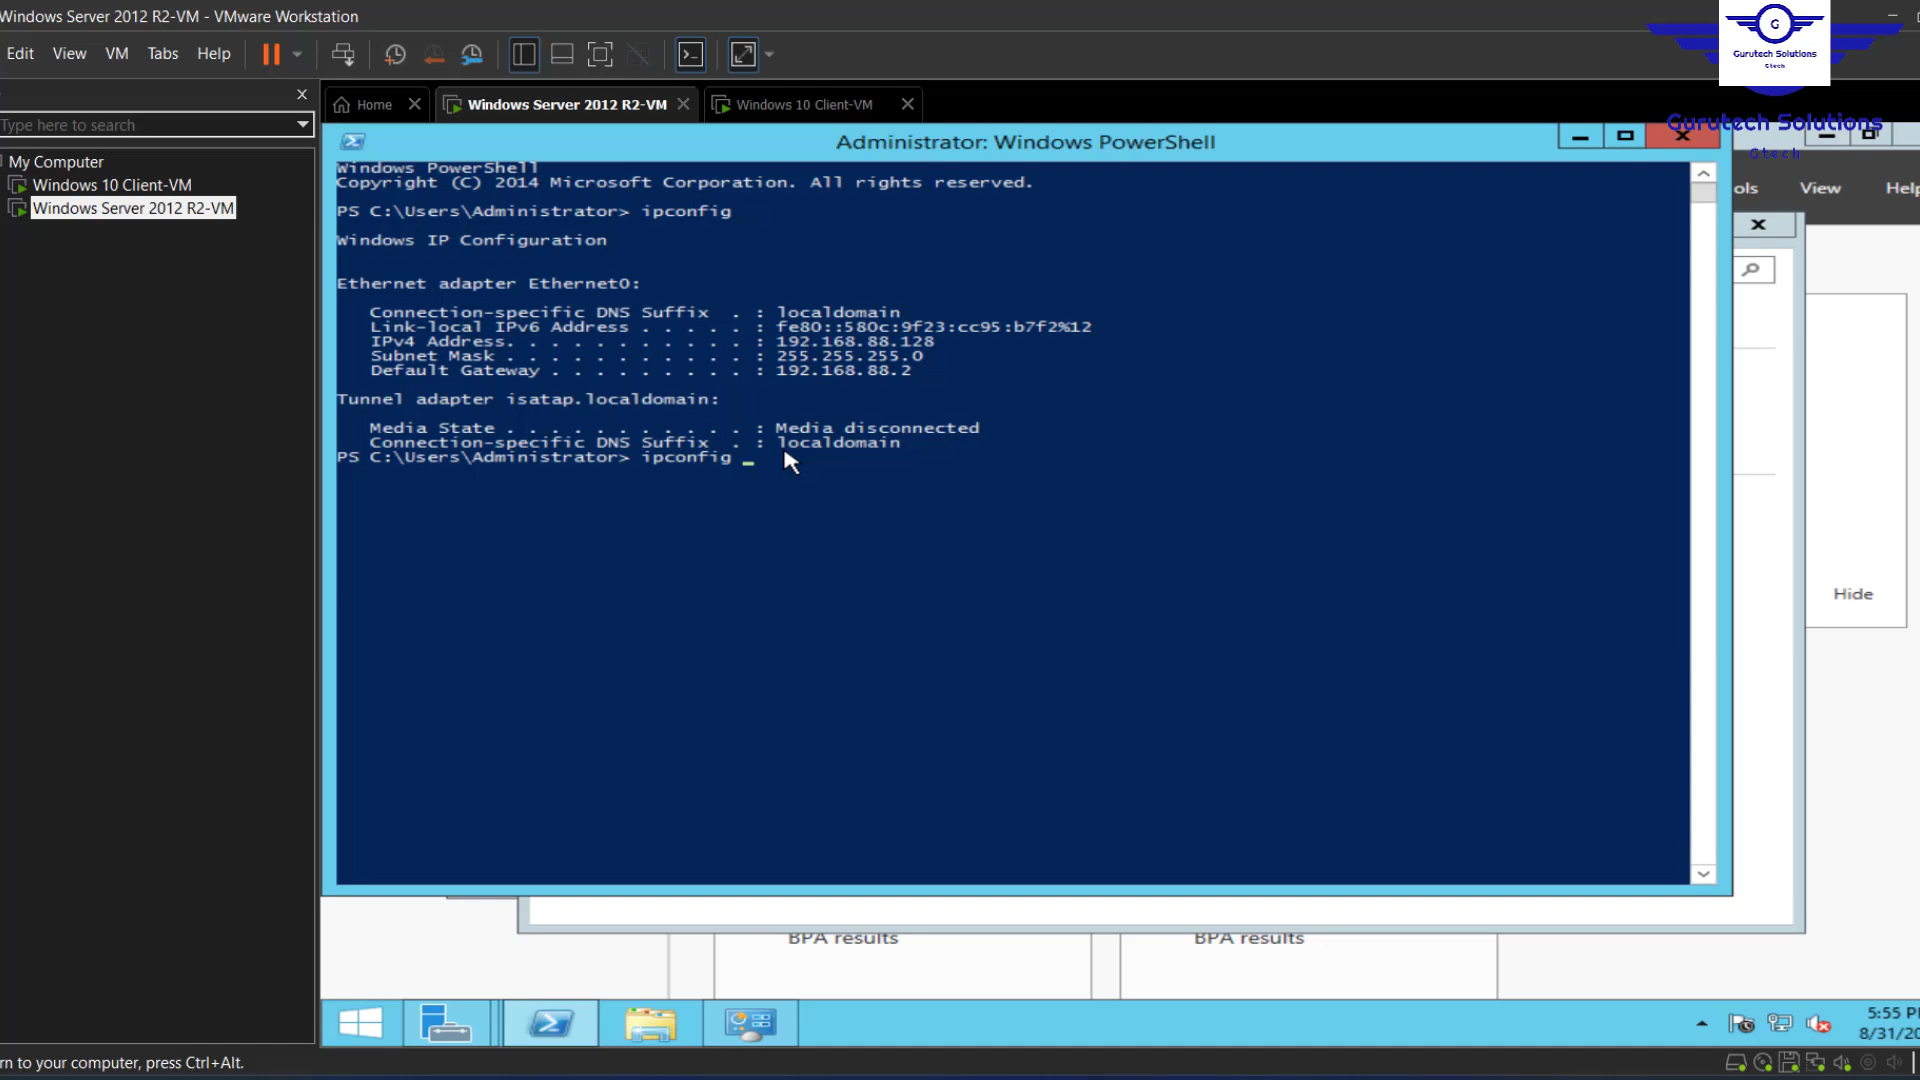 Windows Server 2012 R2-VM - VMware Workstation
Edit View VM Tabs Help
G
Gurutech Solutions
Gtech
Type here to search
Home
Windows Server 2012 R2-VM
Windows 10 Client-VM
Gurutech Solutions
Gtech
My Computer
Windows 10 Client-VM
Windows Server 2012 R2-VM
Administrator: Windows PowerShell
ols View Help
Windows PowerShell
Copyright (C) 2014 Microsoft Corporation. All rights reserved.
PS C:\Users\Administrator> ipconfig
Windows IP Configuration
Ethernet adapter Ethernet0:
Connection-specific DNS Suffix . : localdomain
Link-local IPv6 Address . . . . . : fe80::580c:9f23:cc95:b7f2%12
IPv4 Address. . . . . . . . . . . : 192.168.88.128
Subnet Mask . . . . . . . . . . . : 255.255.255.0
Default Gateway . . . . . . . . . : 192.168.88.2
Tunnel adapter isatap.localdomain:
Media State . . . . . . . . . . . : Media disconnected
Connection-specific DNS Suffix . : localdomain
PS C:\Users\Administrator> ipconfig _
Hide
BPA results
BPA results
5:55 P
8/31/20
rn to your computer, press Ctrl+Alt.